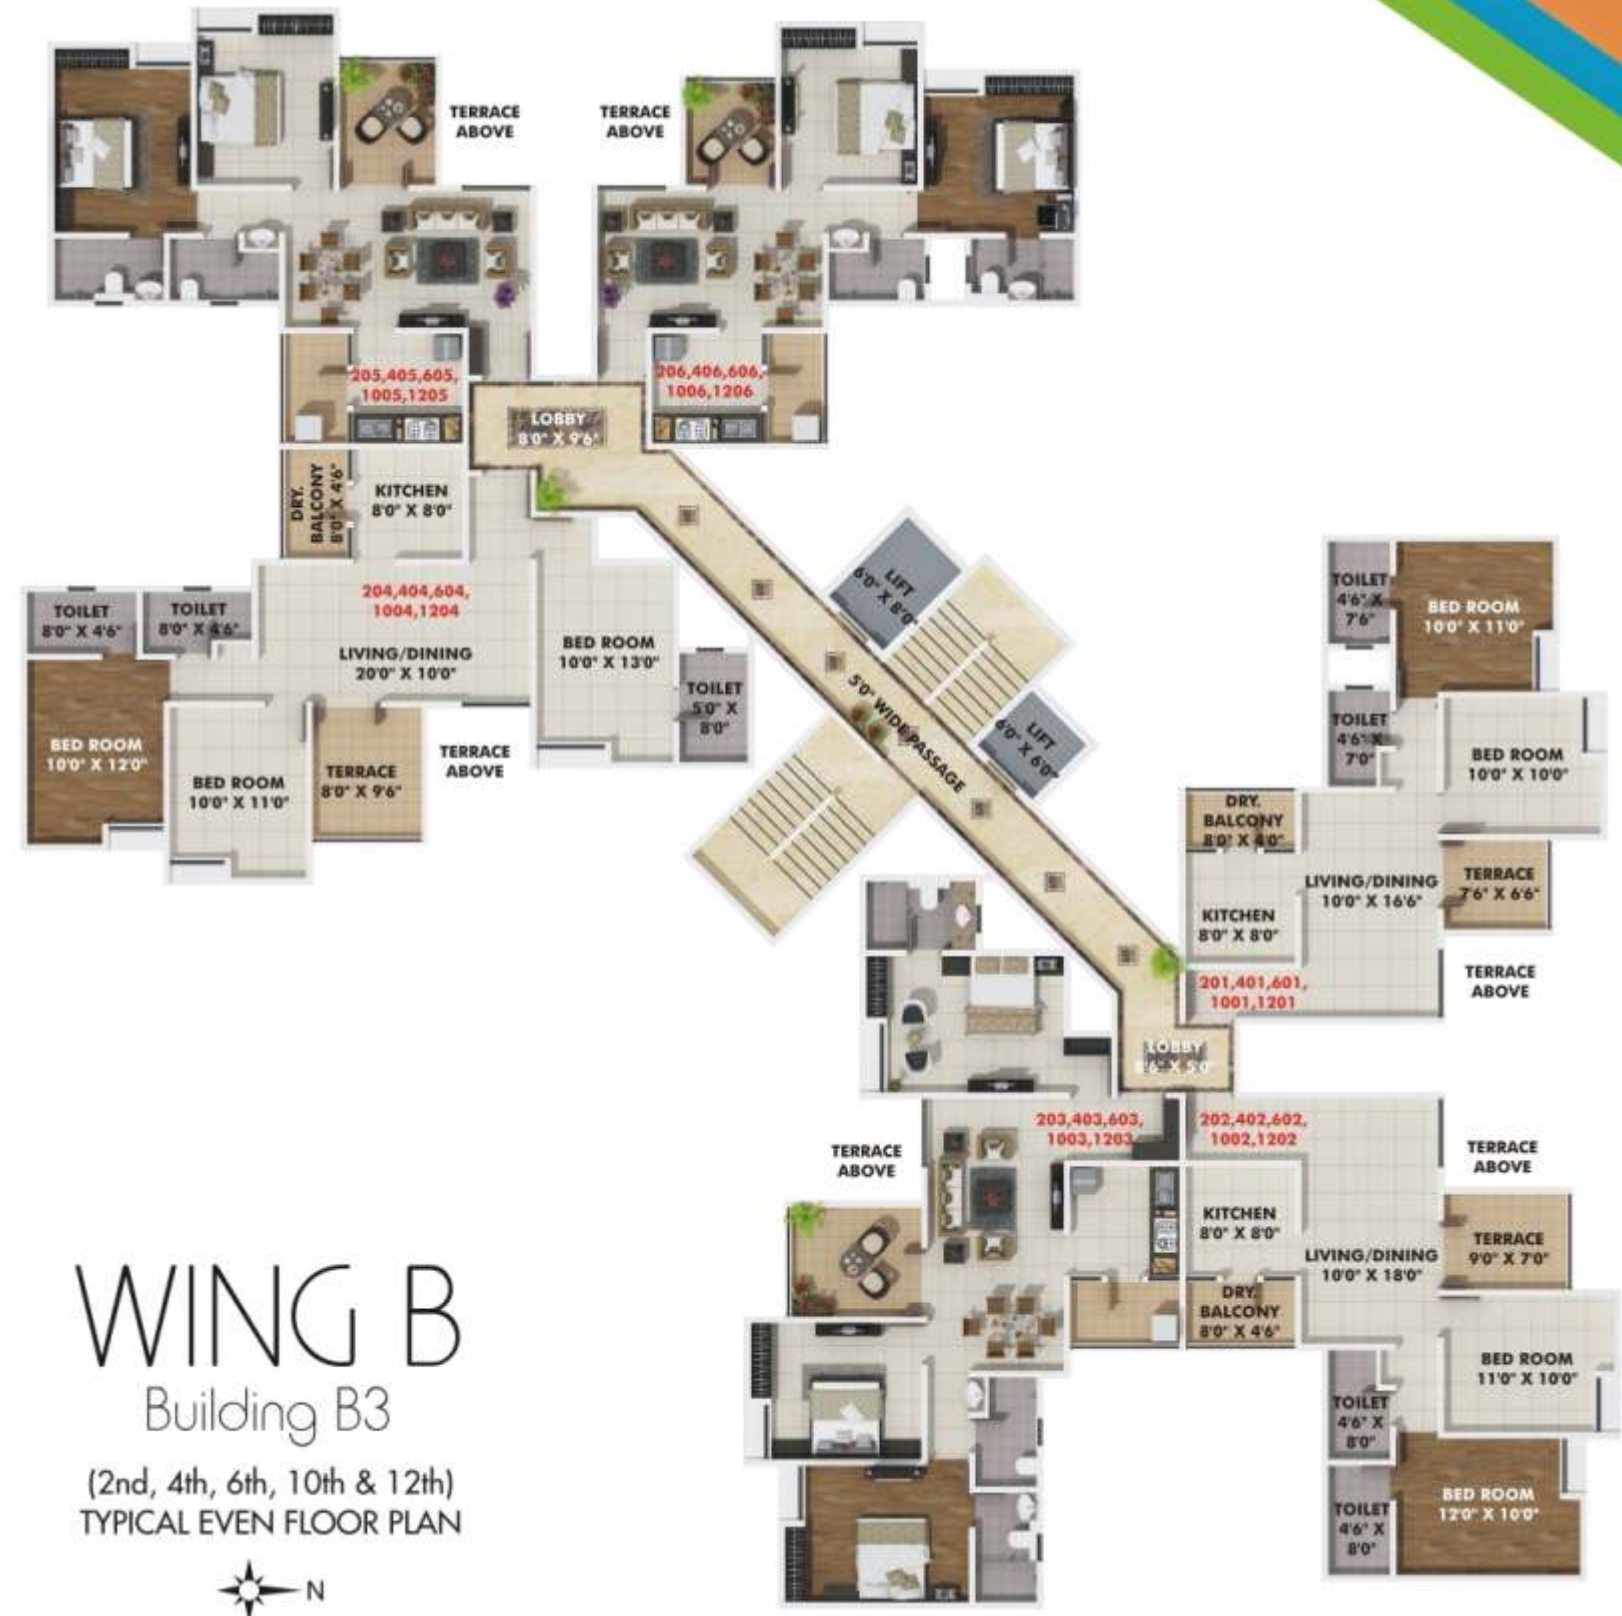 TERRACE
ABOVE
TERRACE
ABOVE
205,405,605,
1005,1205
206,406,606,
1006,1206
LOBBY
8'0" X 9'6"
DRY.
BALCONY
8'0" X 4'6"
KITCHEN
8'0" X 8'0"
204,404,604,
1004,1204
TOILET
8'0" X 4'6"
TOILET
8'0" X 4'6"
LIVING/DINING
20'0" X 10'0"
BED ROOM
10'0" X 13'0"
TOILET
5'0" X
8'0"
BED ROOM
10'0" X 12'0"
BED ROOM
10'0" X 11'0"
TERRACE
8'0" X 9'6"
TERRACE
ABOVE
LIFT
6'0" X 8'0"
5'0" WIDE PASSAGE
LIFT
6'0" X 6'0"
TOILET
4'6" X
7'6"
BED ROOM
10'0" X 11'0"
TOILET
4'6" X
7'0"
BED ROOM
10'0" X 10'0"
DRY.
BALCONY
8'0" X 4'0"
LIVING/DINING
10'0" X 16'6"
TERRACE
7'6" X 6'6"
KITCHEN
8'0" X 8'0"
201,401,601,
1001,1201
TERRACE
ABOVE
LOBBY
8'6" X 5'0"
203,403,603,
1003,1203
202,402,602,
1002,1202
TERRACE
ABOVE
TERRACE
ABOVE
KITCHEN
8'0" X 8'0"
LIVING/DINING
10'0" X 18'0"
TERRACE
9'0" X 7'0"
DRY.
BALCONY
8'0" X 4'6"
BED ROOM
11'0" X 10'0"
TOILET
4'6" X
8'0"
BED ROOM
12'0" X 10'0"
TOILET
4'6" X
8'0"
WING B
Building B3
(2nd, 4th, 6th, 10th & 12th)
TYPICAL EVEN FLOOR PLAN
N